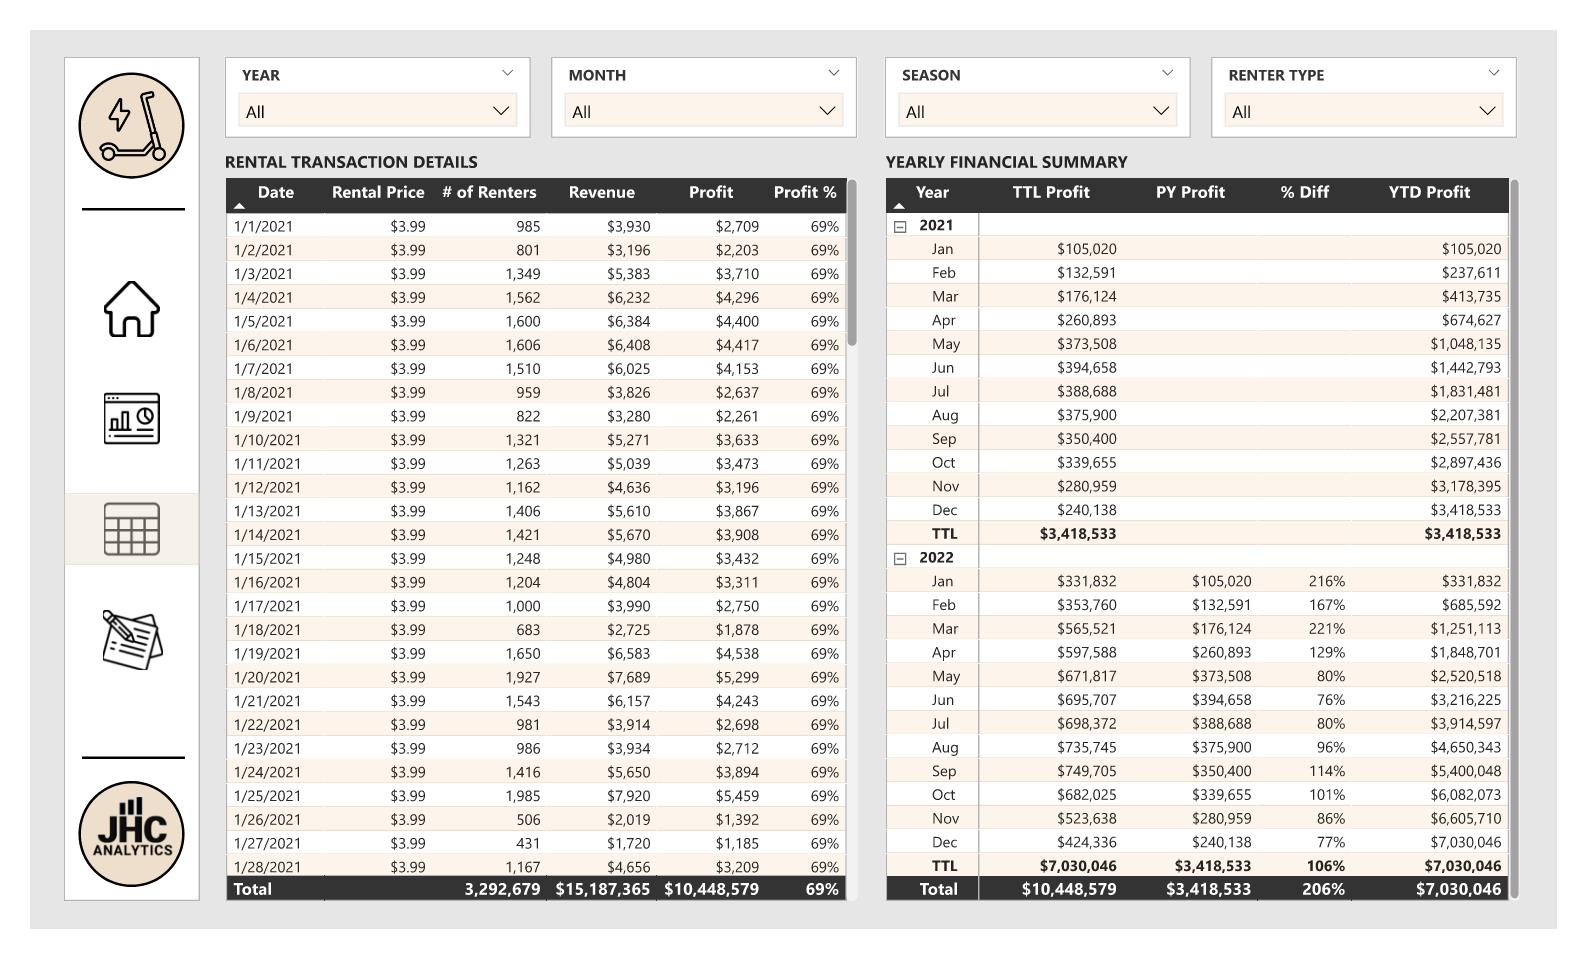 YEAR
All
MONTH
All
SEASON
All
RENTER TYPE
All
RENTAL TRANSACTION DETAILS
Date Rental Price # of Renters Revenue Profit Profit %
1/1/2021 $3.99 985 $3,930 $2,709 69%
1/2/2021 $3.99 801 $3,196 $2,203 69%
1/3/2021 $3.99 1,349 $5,383 $3,710 69%
1/4/2021 $3.99 1,562 $6,232 $4,296 69%
1/5/2021 $3.99 1,600 $6,384 $4,400 69%
1/6/2021 $3.99 1,606 $6,408 $4,417 69%
1/7/2021 $3.99 1,510 $6,025 $4,153 69%
1/8/2021 $3.99 959 $3,826 $2,637 69%
1/9/2021 $3.99 822 $3,280 $2,261 69%
1/10/2021 $3.99 1,321 $5,271 $3,633 69%
1/11/2021 $3.99 1,263 $5,039 $3,473 69%
1/12/2021 $3.99 1,162 $4,636 $3,196 69%
1/13/2021 $3.99 1,406 $5,610 $3,867 69%
1/14/2021 $3.99 1,421 $5,670 $3,908 69%
1/15/2021 $3.99 1,248 $4,980 $3,432 69%
1/16/2021 $3.99 1,204 $4,804 $3,311 69%
1/17/2021 $3.99 1,000 $3,990 $2,750 69%
1/18/2021 $3.99 683 $2,725 $1,878 69%
1/19/2021 $3.99 1,650 $6,583 $4,538 69%
1/20/2021 $3.99 1,927 $7,689 $5,299 69%
1/21/2021 $3.99 1,543 $6,157 $4,243 69%
1/22/2021 $3.99 981 $3,914 $2,698 69%
1/23/2021 $3.99 986 $3,934 $2,712 69%
1/24/2021 $3.99 1,416 $5,650 $3,894 69%
1/25/2021 $3.99 1,985 $7,920 $5,459 69%
1/26/2021 $3.99 506 $2,019 $1,392 69%
1/27/2021 $3.99 431 $1,720 $1,185 69%
1/28/2021 $3.99 1,167 $4,656 $3,209 69%
Total 3,292,679 $15,187,365 $10,448,579 69%
YEARLY FINANCIAL SUMMARY
Year TTL Profit PY Profit % Diff YTD Profit
2021
Jan $105,020 $105,020
Feb $132,591 $237,611
Mar $176,124 $413,735
Apr $260,893 $674,627
May $373,508 $1,048,135
Jun $394,658 $1,442,793
Jul $388,688 $1,831,481
Aug $375,900 $2,207,381
Sep $350,400 $2,557,781
Oct $339,655 $2,897,436
Nov $280,959 $3,178,395
Dec $240,138 $3,418,533
TTL $3,418,533 $3,418,533
2022
Jan $331,832 $105,020 216% $331,832
Feb $353,760 $132,591 167% $685,592
Mar $565,521 $176,124 221% $1,251,113
Apr $597,588 $260,893 129% $1,848,701
May $671,817 $373,508 80% $2,520,518
Jun $695,707 $394,658 76% $3,216,225
Jul $698,372 $388,688 80% $3,914,597
Aug $735,745 $375,900 96% $4,650,343
Sep $749,705 $350,400 114% $5,400,048
Oct $682,025 $339,655 101% $6,082,073
Nov $523,638 $280,959 86% $6,605,710
Dec $424,336 $240,138 77% $7,030,046
TTL $7,030,046 $3,418,533 106% $7,030,046
Total $10,448,579 $3,418,533 206% $7,030,046
JHC
ANALYTICS